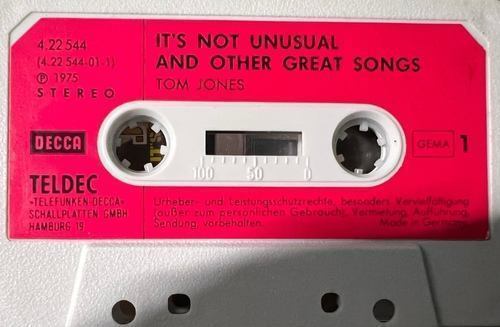 4.22 544
(4.22 544-01-1)
Ⓟ 1975
STEREO
IT'S NOT UNUSUAL
AND OTHER GREAT SONGS
TOM JONES
DECCA
100 50 0
GEMA 1
TELDEC
»TELEFUNKEN-DECCA«
SCHALLPLATTEN GMBH
HAMBURG 19
Urheber- und Leistungsschutzrechte, besonders Vervielfältigung
(außer zum persönlichen Gebrauch), Vermietung, Aufführung,
Sendung, vorbehalten.
Made in Germany